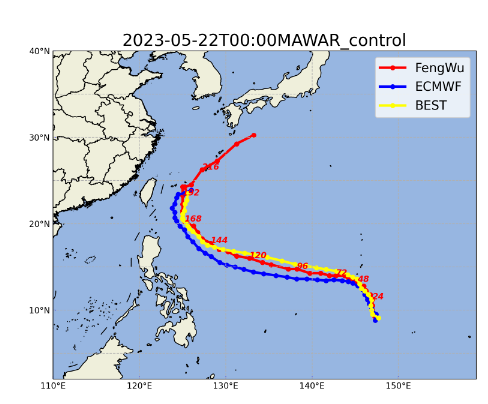 2023-05-22T00:00MAWAR_control
40°N
30°N
20°N
10°N
FengWu
ECMWF
BEST
216
192
168
144
120
96
72
48
24
110°E 120°E 130°E 140°E 150°E